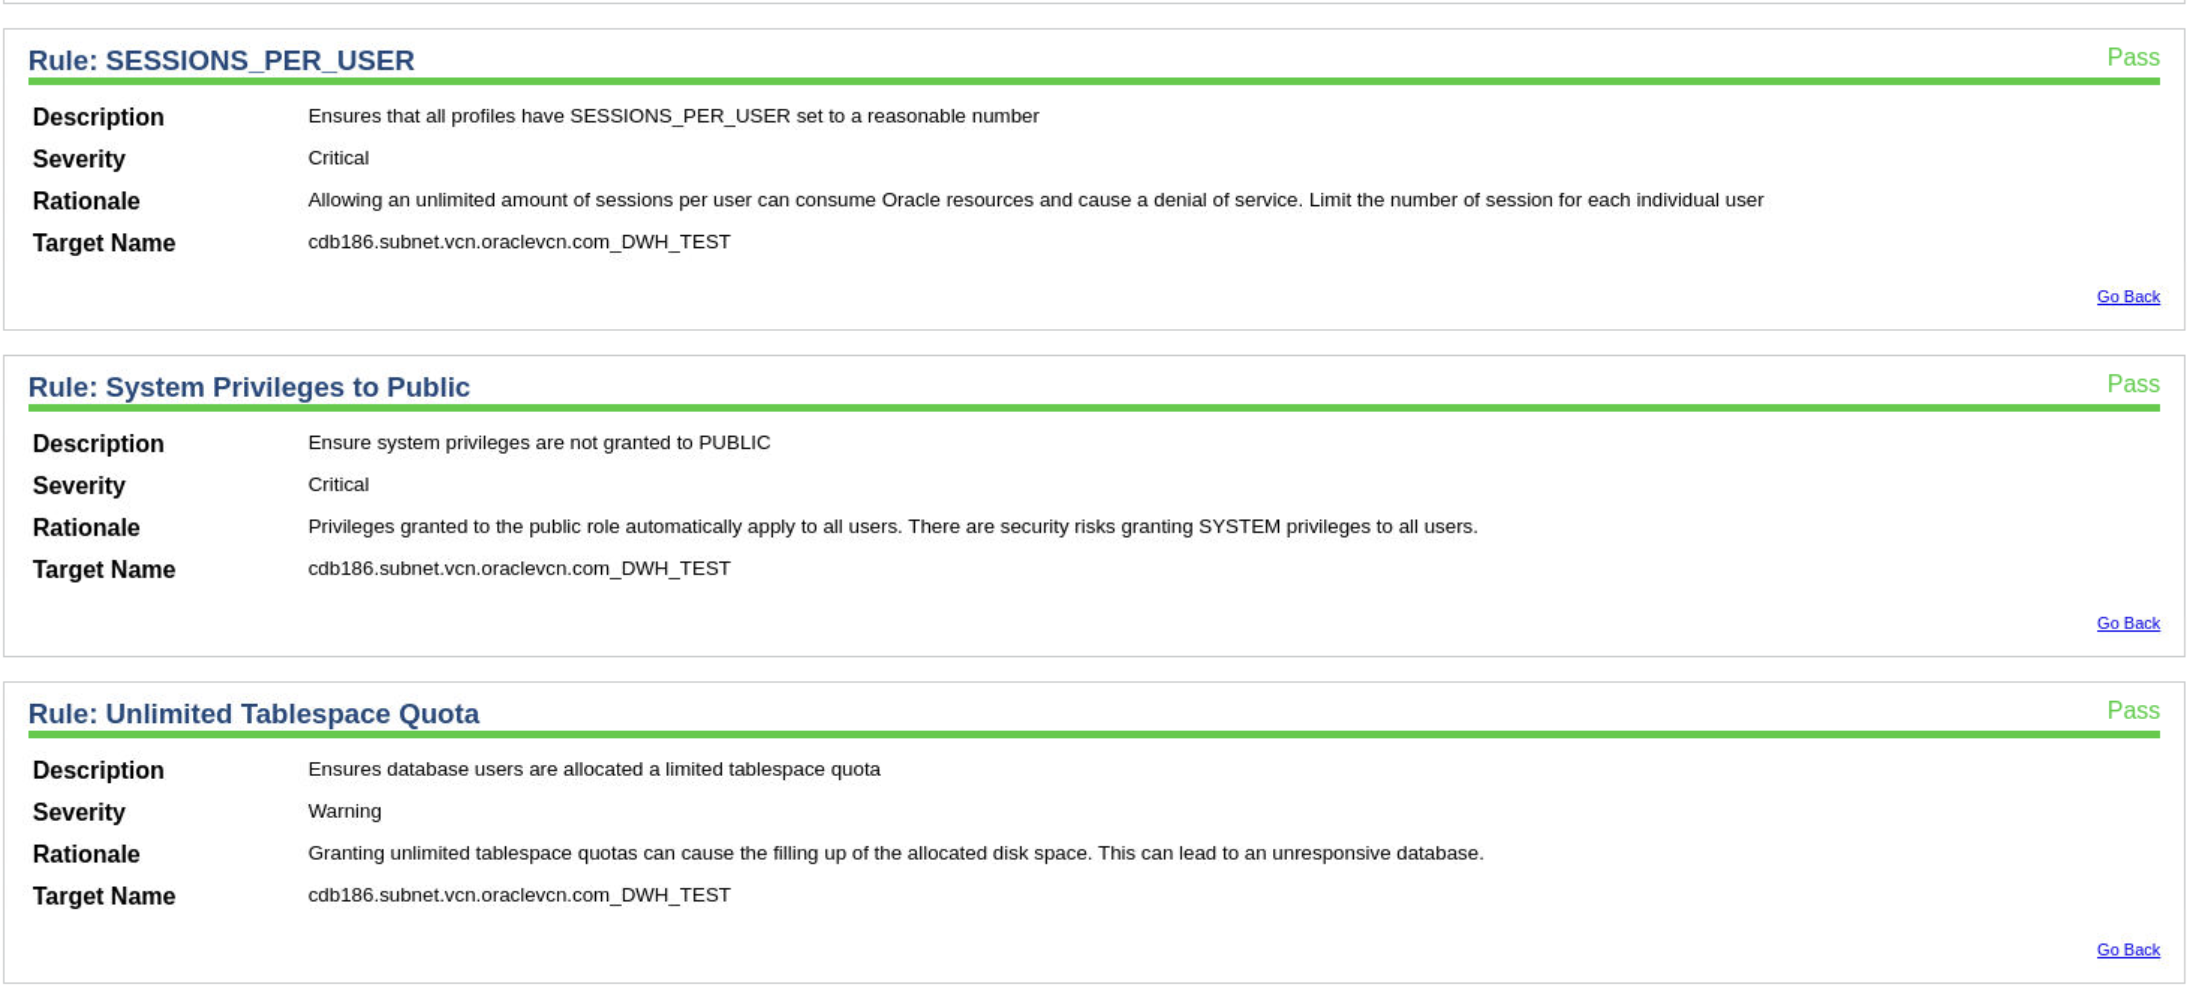 Rule: SESSIONS_PER_USER Pass
Description Ensures that all profiles have SESSIONS_PER_USER set to a reasonable number
Severity Critical
Rationale Allowing an unlimited amount of sessions per user can consume Oracle resources and cause a denial of service. Limit the number of session for each individual user
Target Name cdb186.subnet.vcn.oraclevcn.com_DWH_TEST
Go Back
Rule: System Privileges to Public Pass
Description Ensure system privileges are not granted to PUBLIC
Severity Critical
Rationale Privileges granted to the public role automatically apply to all users. There are security risks granting SYSTEM privileges to all users.
Target Name cdb186.subnet.vcn.oraclevcn.com_DWH_TEST
Go Back
Rule: Unlimited Tablespace Quota Pass
Description Ensures database users are allocated a limited tablespace quota
Severity Warning
Rationale Granting unlimited tablespace quotas can cause the filling up of the allocated disk space. This can lead to an unresponsive database.
Target Name cdb186.subnet.vcn.oraclevcn.com_DWH_TEST
Go Back